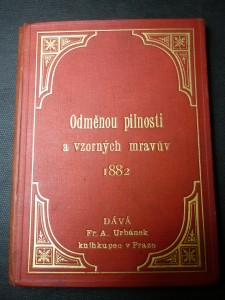 Odměnou pilnosti
a vzorných mravův
1882
DÁVÁ
Fr. A. Urbánek
knihkupec v Praze